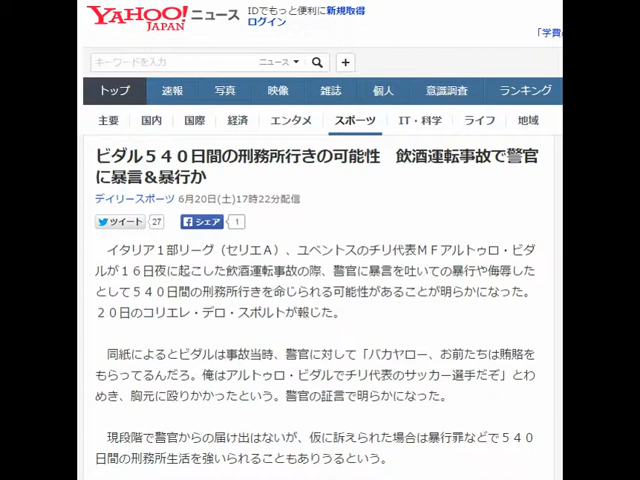 YAHOO! JAPAN ニュース
IDでもっと便利に新規取得
ログイン
「学費
キーワードを入力 ニュース
トップ 速報 写真 映像 雑誌 個人 意識調査 ランキング
主要 国内 国際 経済 エンタメ スポーツ IT・科学 ライフ 地域
ビダル５４０日間の刑務所行きの可能性　飲酒運転事故で警官
に暴言＆暴行か
デイリースポーツ 6月20日(土)17時22分配信
ツイート 27 シェア 1
イタリア１部リーグ（セリエＡ）、ユベントスのチリ代表ＭＦアルトゥロ・ビダ
ルが１６日夜に起こした飲酒運転事故の際、警官に暴言を吐いての暴行や侮辱した
として５４０日間の刑務所行きを命じられる可能性があることが明らかになった。
２０日のコリエレ・デロ・スポルトが報じた。
同紙によるとビダルは事故当時、警官に対して「バカヤロー、お前たちは賄賂を
もらってるんだろ。俺はアルトゥロ・ビダルでチリ代表のサッカー選手だぞ」とわ
めき、胸元に殴りかかったという。警官の証言で明らかになった。
現段階で警官からの届け出はないが、仮に訴えられた場合は暴行罪などで５４０
日間の刑務所生活を強いられることもありうるという。